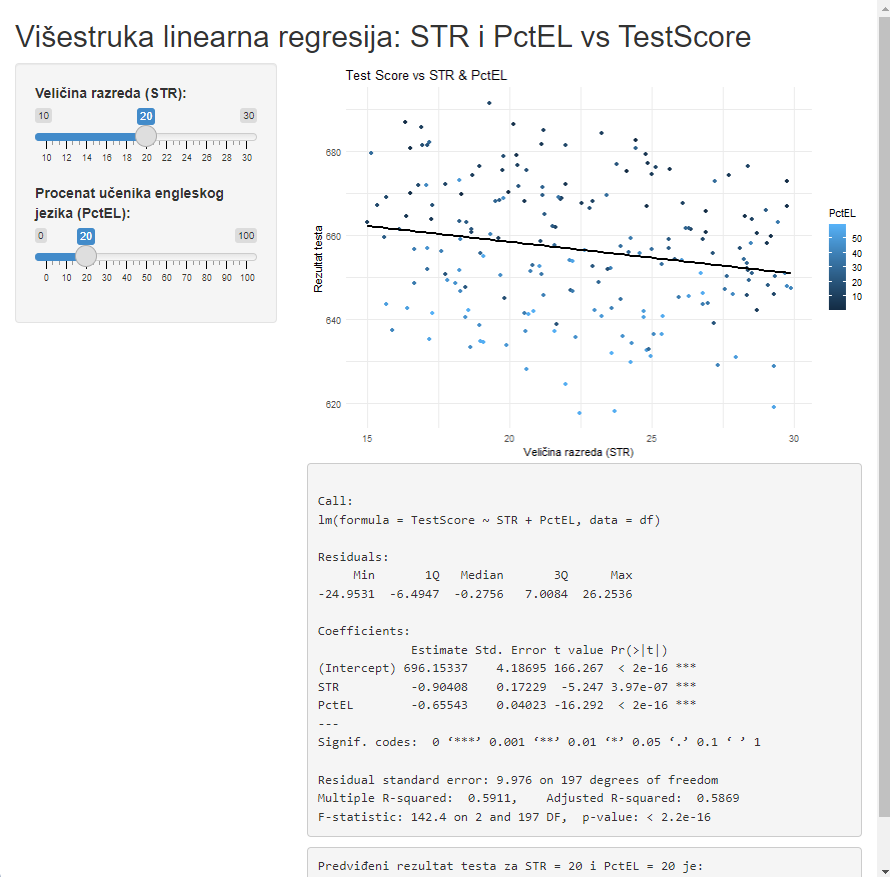 Višestruka linearna regresija: STR i PctEL vs TestScore
Veličina razreda (STR):
10 20 30
10 12 14 16 18 20 22 24 26 28 30
Procenat učenika engleskog
jezika (PctEL):
0 20 100
0 10 20 30 40 50 60 70 80 90 100
Test Score vs STR & PctEL
Rezultat testa
680
660
640
620
15 20 25 30
Veličina razreda (STR)
PctEL
50
40
30
20
10
Call:
lm(formula = TestScore ~ STR + PctEL, data = df)
Residuals:
     Min       1Q   Median       3Q      Max
-24.9531  -6.4947  -0.2756   7.0084  26.2536
Coefficients:
             Estimate Std. Error t value Pr(>|t|)
(Intercept) 696.15337    4.18695 166.267  < 2e-16 ***
STR          -0.90408    0.17229  -5.247 3.97e-07 ***
PctEL        -0.65543    0.04023 -16.292  < 2e-16 ***
---
Signif. codes:  0 ‘***’ 0.001 ‘**’ 0.01 ‘*’ 0.05 ‘.’ 0.1 ‘ ’ 1
Residual standard error: 9.976 on 197 degrees of freedom
Multiple R-squared:  0.5911,    Adjusted R-squared:  0.5869
F-statistic: 142.4 on 2 and 197 DF,  p-value: < 2.2e-16
Predviđeni rezultat testa za STR = 20 i PctEL = 20 je: